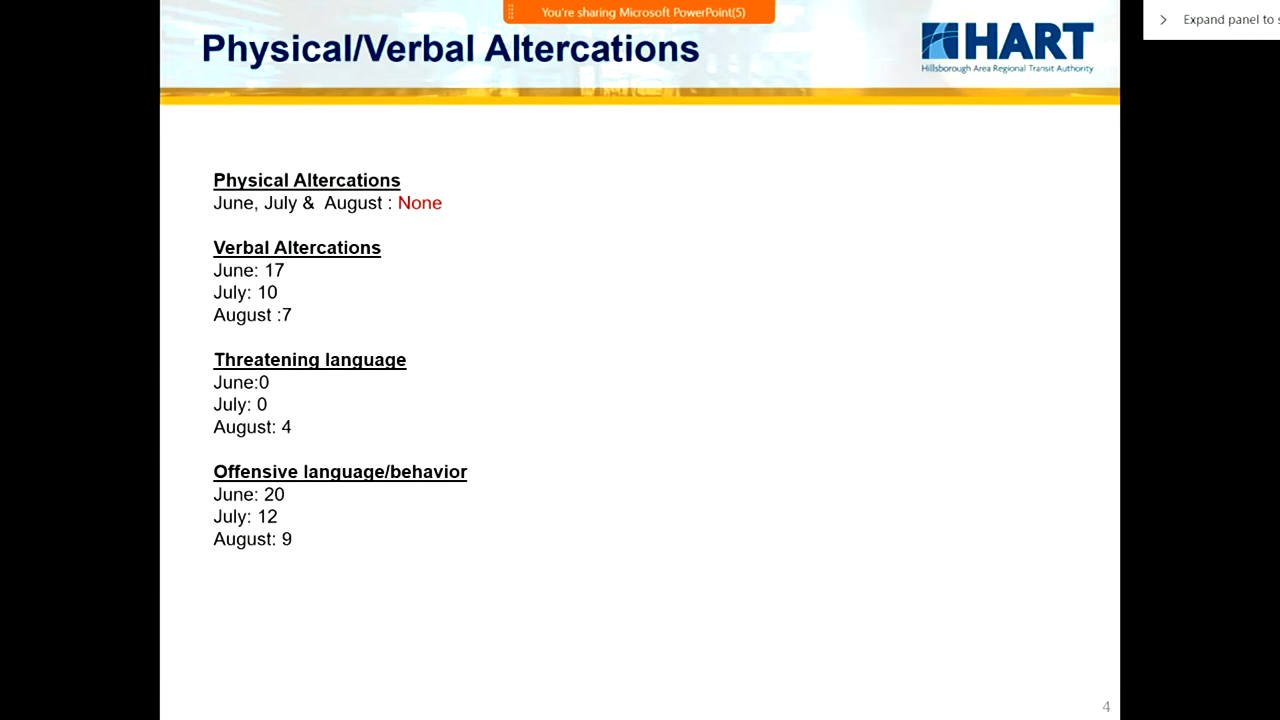 You're sharing Microsoft PowerPoint(5)
Expand panel to s
Physical/Verbal Altercations
HART
Hillsborough Area Regional Transit Authority
Physical Altercations
June, July &  August : None
Verbal Altercations
June: 17
July: 10
August :7
Threatening language
June:0
July: 0
August: 4
Offensive language/behavior
June: 20
July: 12
August: 9
4